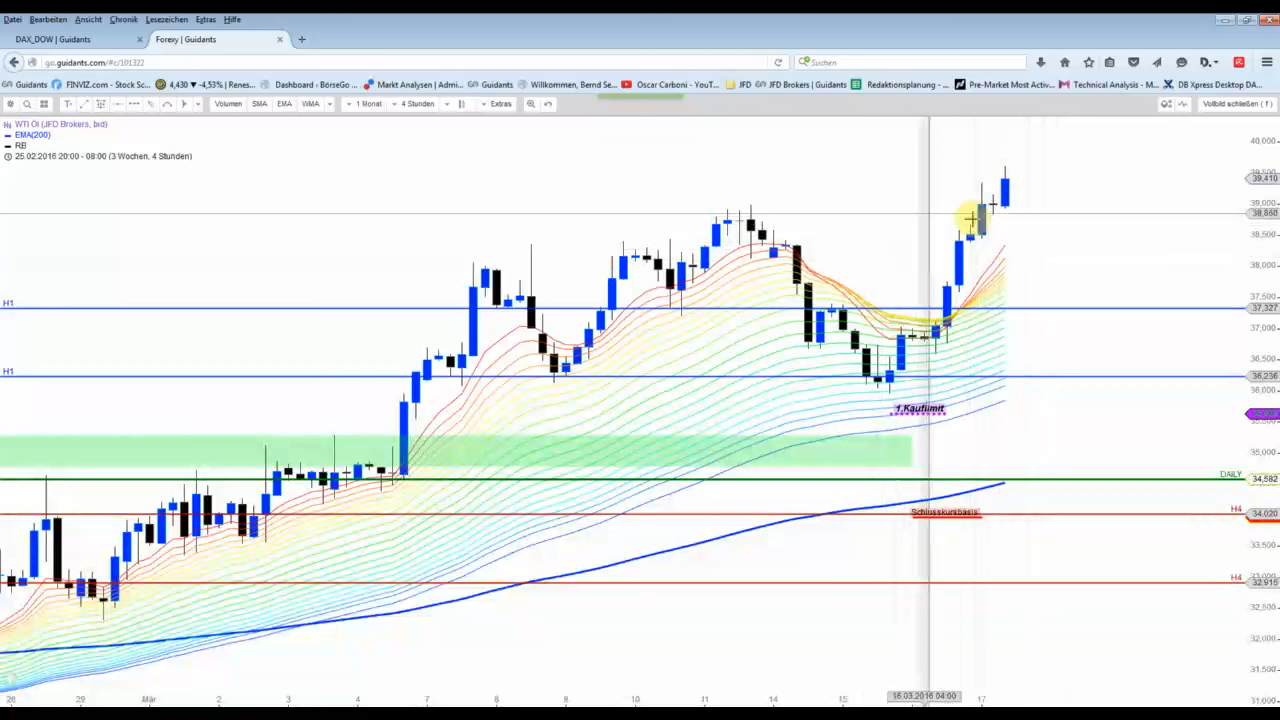 Datei Bearbeiten Ansicht Chronik Lesezeichen Extras Hilfe
DAX_DOW | Guidants Forexy | Guidants
go.guidants.com/#c/101322 Suchen
Guidants FINVIZ.com - Stock S... 4,430 -4,53% | Renes... Dashboard ‹ BörseGo ... Markt Analysen | Admi... Guidants Willkommen, Bernd Se... Oscar Carboni - YouTu... JFD JFD Brokers | Guidants Redaktionsplanung - ... Pre-Market Most Activ... Technical Analysis - M... DB Xpress Desktop DA...
Volumen SMA EMA WMA 1 Monat 4 Stunden Extras Vollbild schließen ( f )
WTI Öl (JFD Brokers, bid)
EMA(200)
RB
25.02.2016 20:00 - 08:00 (3 Wochen, 4 Stunden)
40,000
39,410
39,000
38,860
38,500
38,000
37,500
H1 37,327
37,000
36,500
H1 36,236
36,000
1.Kauflimit
35,000
DAILY 34,582
Schlusskursbasis H4 34,020
33,500
H4 32,915
32,500
32,000
31,500
31,000
26 29 Mär 2 3 4 7 8 9 10 11 14 15 16.03.2016 04:00 17